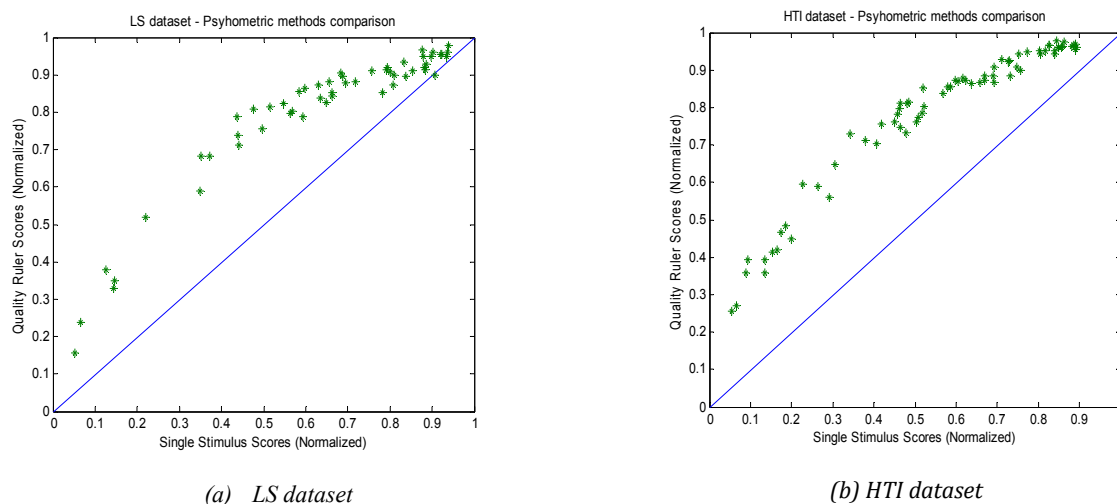 LS dataset - Psyhometric methods comparison
1
0.9
0.8
0.7
0.6
0.5
0.4
0.3
0.2
0.1
0
Quality Ruler Scores (Normalized)
0 0.1 0.2 0.3 0.4 0.5 0.6 0.7 0.8 0.9 1
Single Stimulus Scores (Normalized)
(a) LS dataset
HTI dataset - Psyhometric methods comparison
1
0.9
0.8
0.7
0.6
0.5
0.4
0.3
0.2
0.1
0
Quality Ruler Scores (Normalized)
0 0.1 0.2 0.3 0.4 0.5 0.6 0.7 0.8 0.9
Single Stimulus Scores (Normalized)
(b) HTI dataset